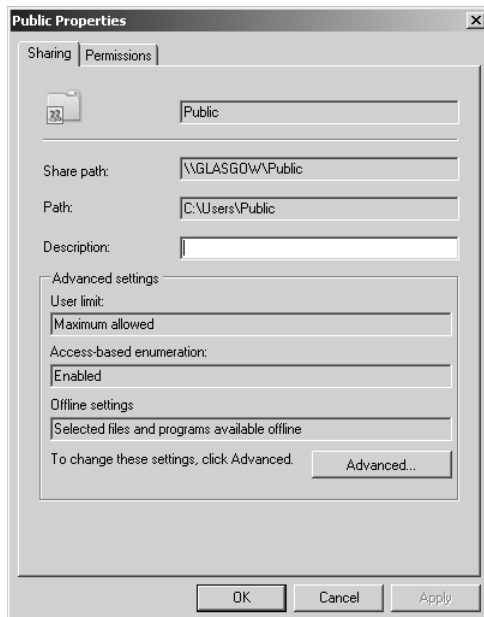 Public Properties
Sharing Permissions
Public
Share path: \\GLASGOW\Public
Path: C:\Users\Public
Description:
Advanced settings
User limit:
Maximum allowed
Access-based enumeration:
Enabled
Offline settings
Selected files and programs available offline
To change these settings, click Advanced. Advanced...
OK Cancel Apply